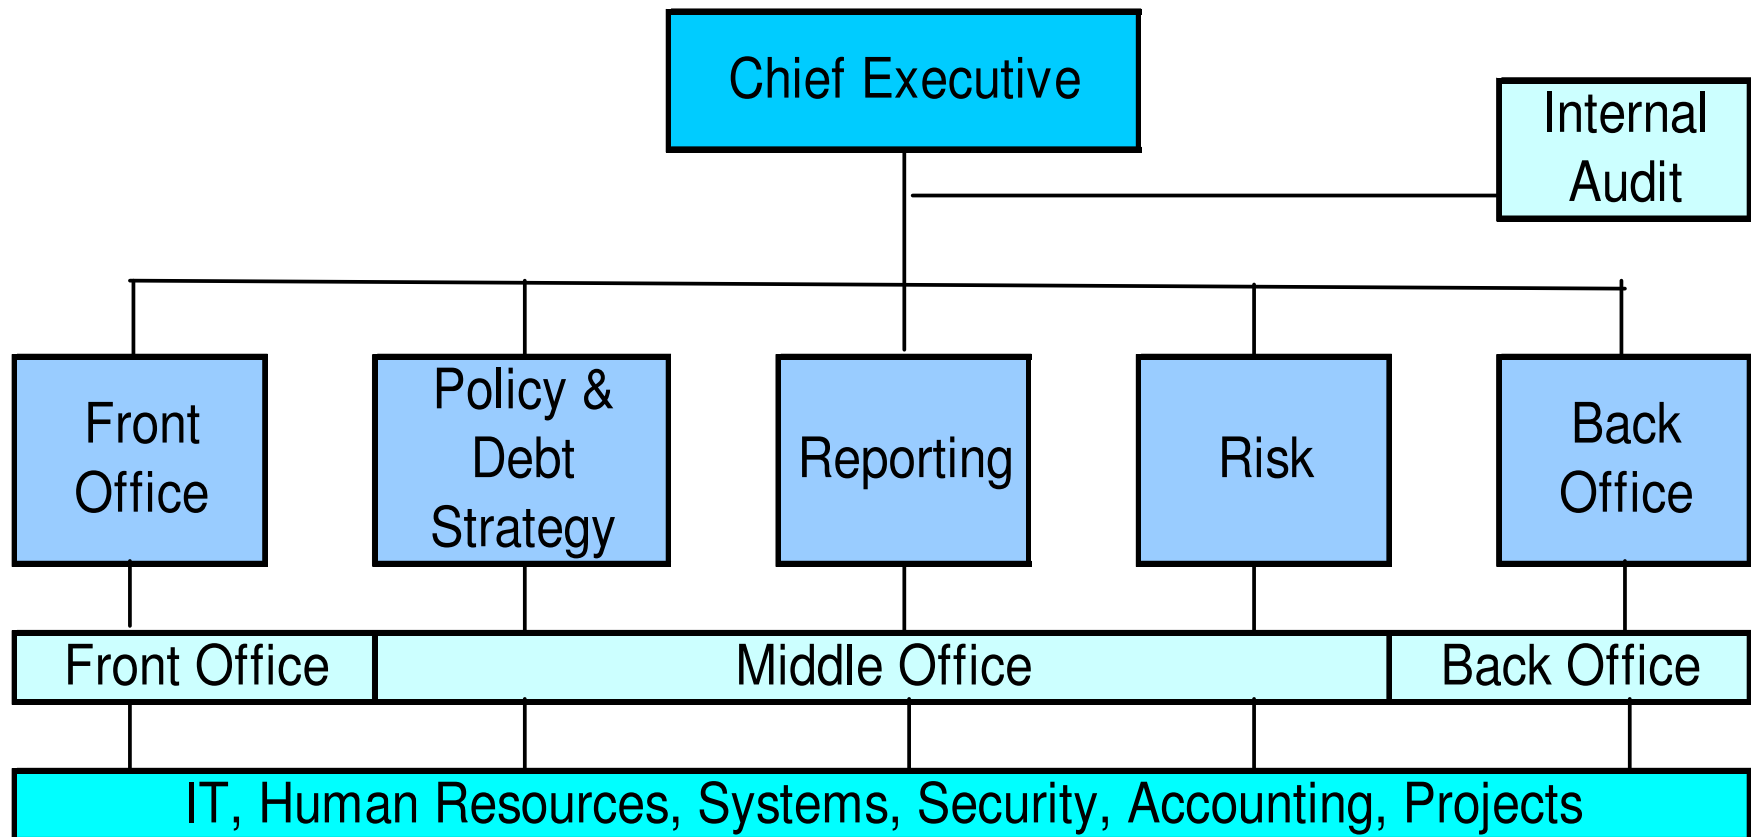 Chief Executive
Internal
Audit
Front
Office
Policy &
Debt
Strategy
Reporting
Risk
Back
Office
Front Office
Middle Office
Back Office
IT, Human Resources, Systems, Security, Accounting, Projects